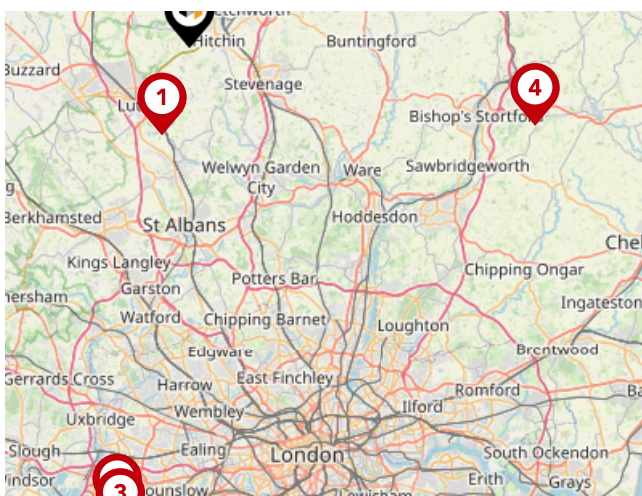 Hitchin
Buntingford
Buzzard
Stevenage
1
4
Bishop's Stortford
Welwyn Garden
City
Ware
Sawbridgeworth
Berkhamsted
St Albans
Hoddesdon
Kings Langley
Garston
Potters Bar
Chipping Ongar
Watford
Chipping Barnet
Loughton
Edgware
Brentwood
Gerrards Cross
Harrow
East Finchley
Romford
Uxbridge
Wembley
Ilford
Slough
Ealing
London
South Ockendon
3
Erith
Grays